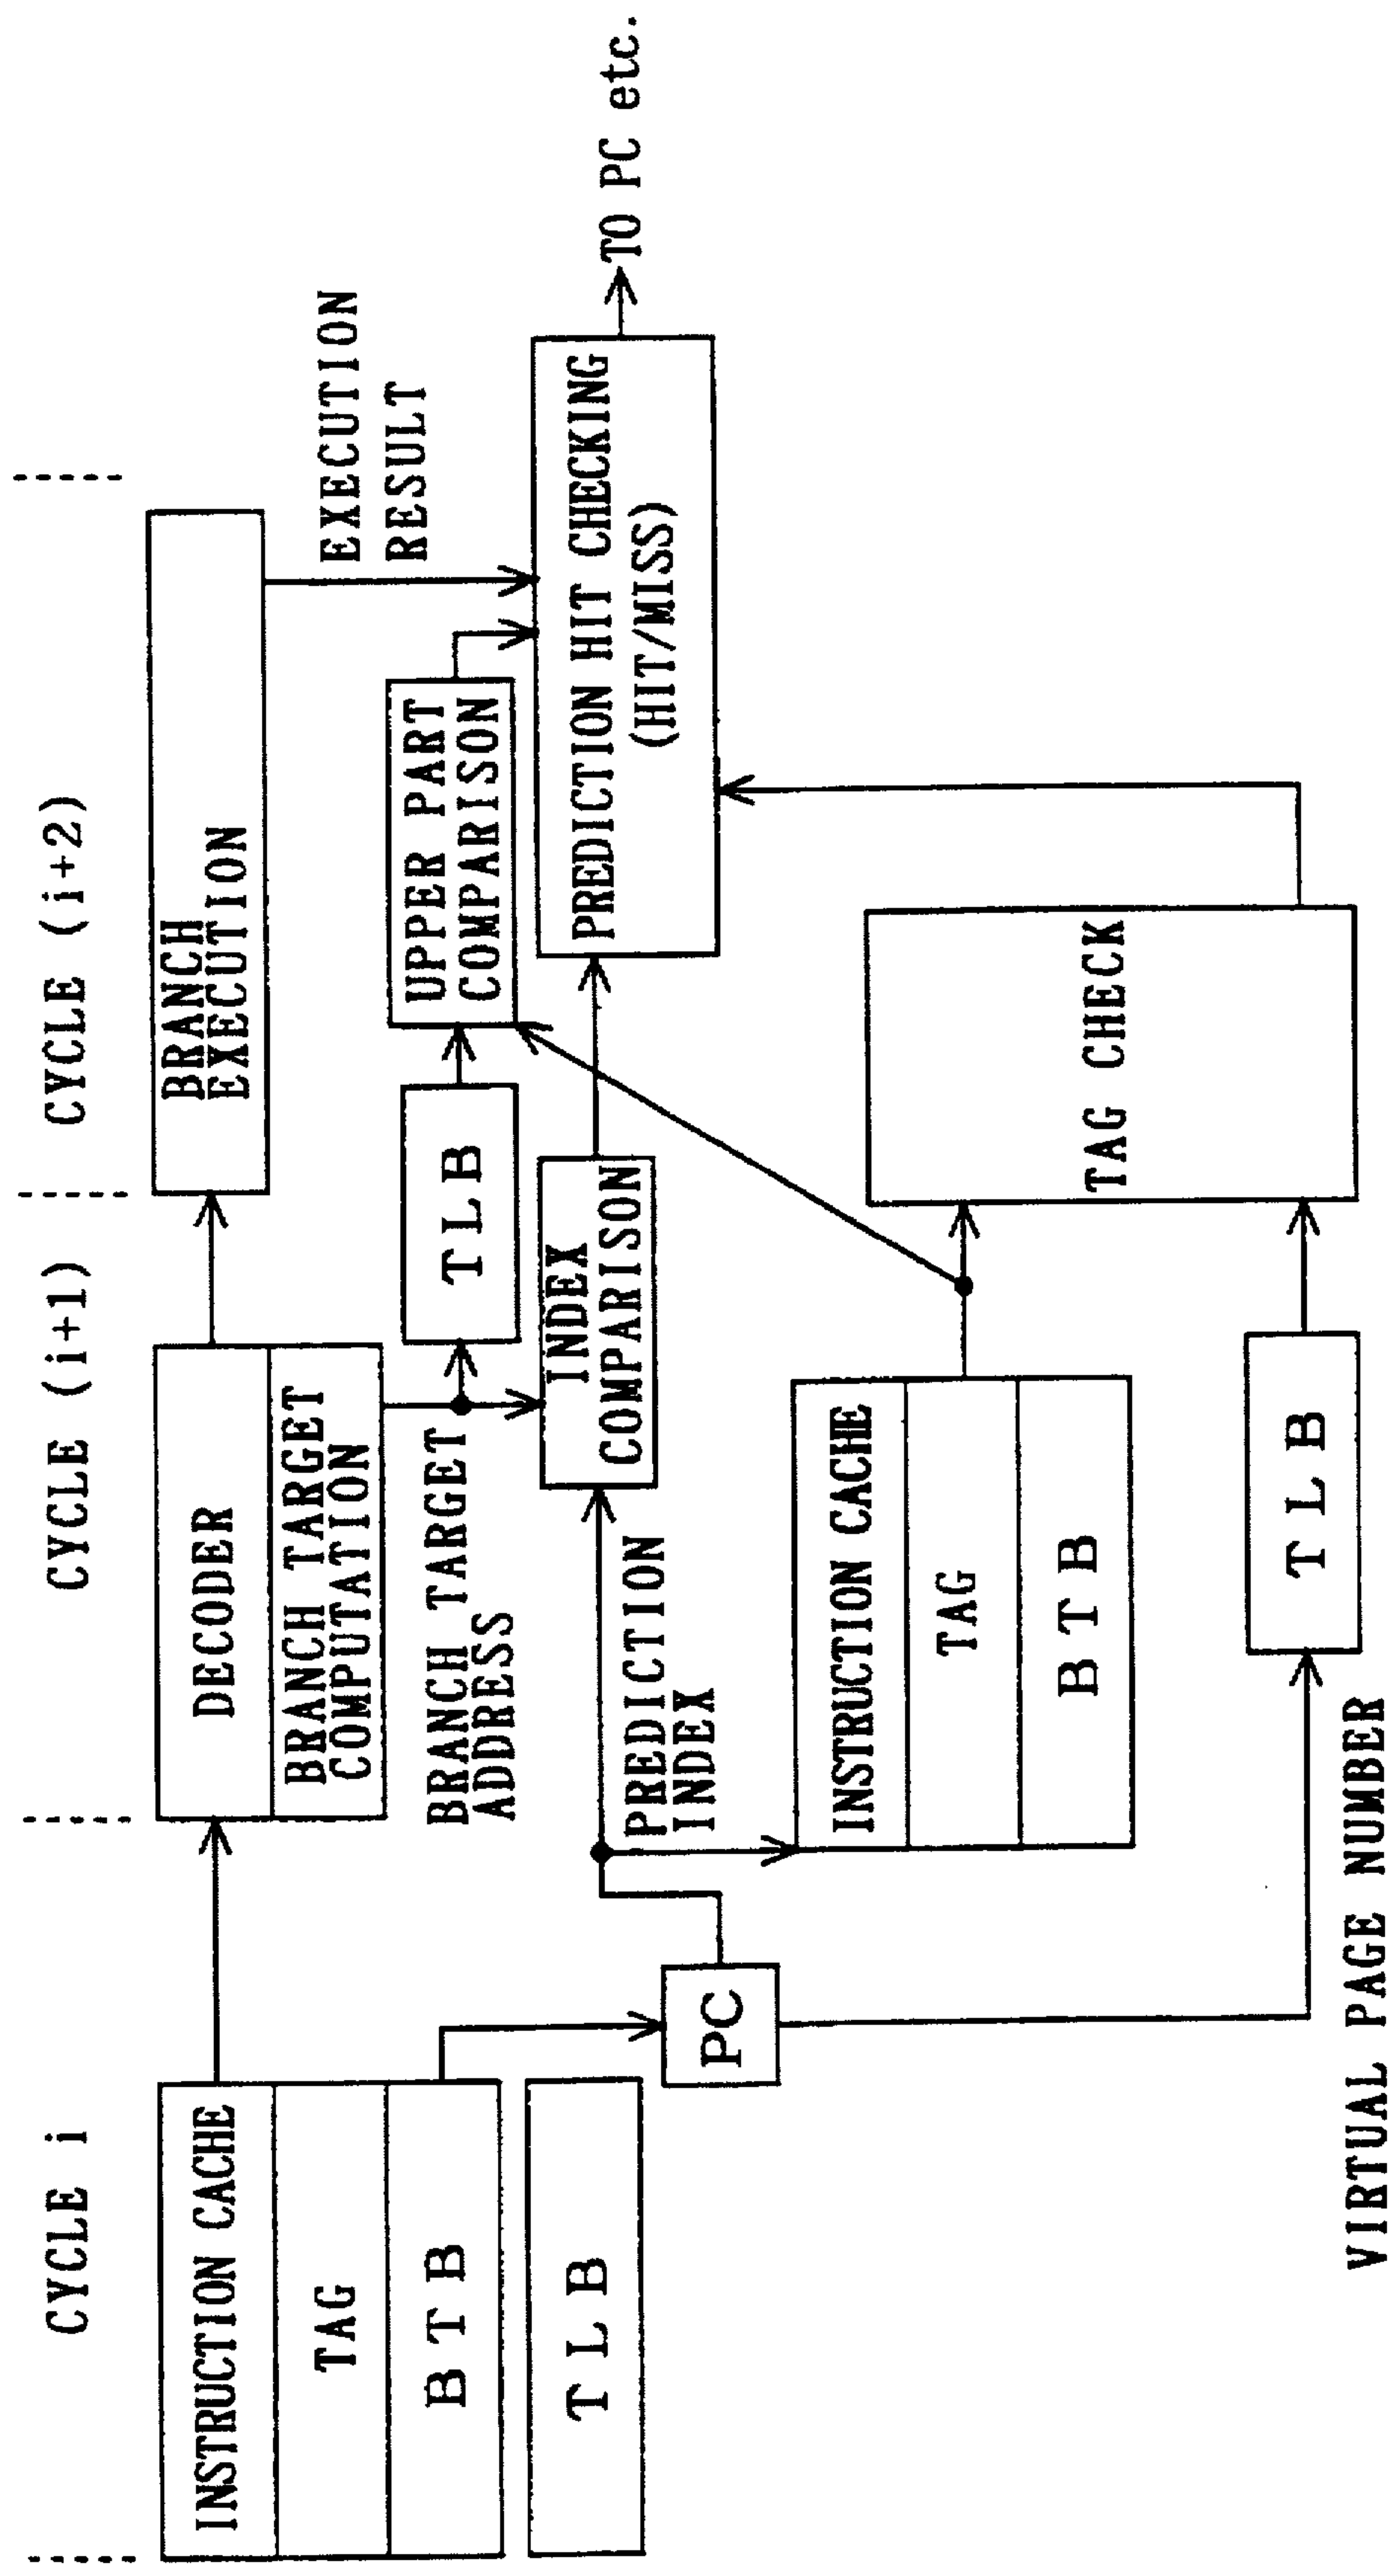 CYCLE i
CYCLE (i+1)
CYCLE (i+2)
INSTRUCTION CACHE
TAG
B T B
T L B
PC
VIRTUAL PAGE NUMBER
DECODER
BRANCH TARGET
COMPUTATION
BRANCH TARGET
ADDRESS
PREDICTION
INDEX
INSTRUCTION CACHE
TAG
B T B
T L B
T L B
INDEX
COMPARISON
BRANCH
EXECUTION
UPPER PART
COMPARISON
TAG CHECK
EXECUTION
RESULT
PREDICTION HIT CHECKING
(HIT/MISS)
TO PC etc.